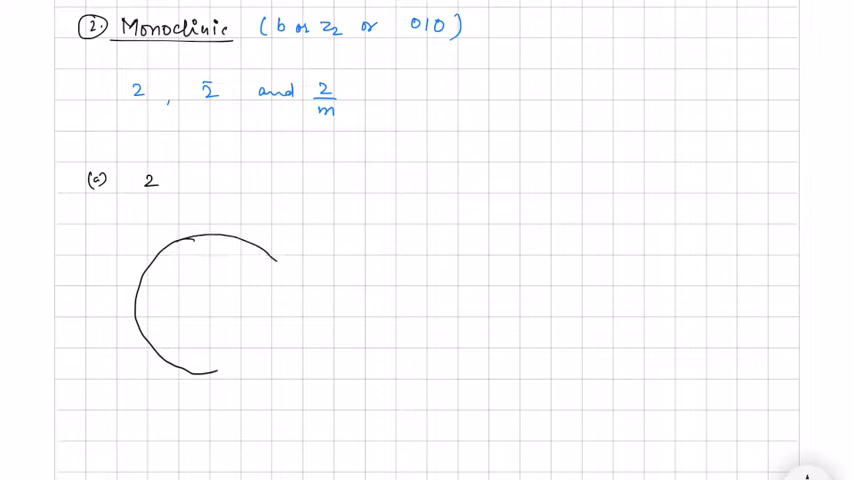 2. Monoclinic (b or Z₂ or 010)
2, 2̄ and 2/m
(a) 2